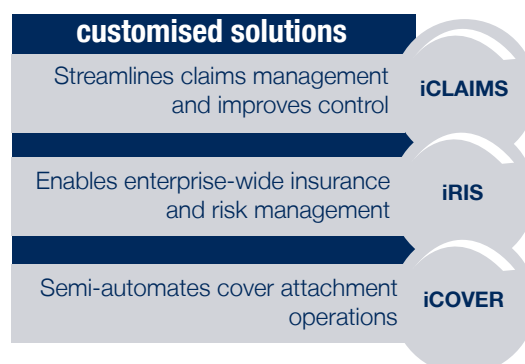 customised solutions
Streamlines claims management
and improves control
iCLAIMS
Enables enterprise-wide insurance
and risk management
iRIS
Semi-automates cover attachment
operations
iCOVER